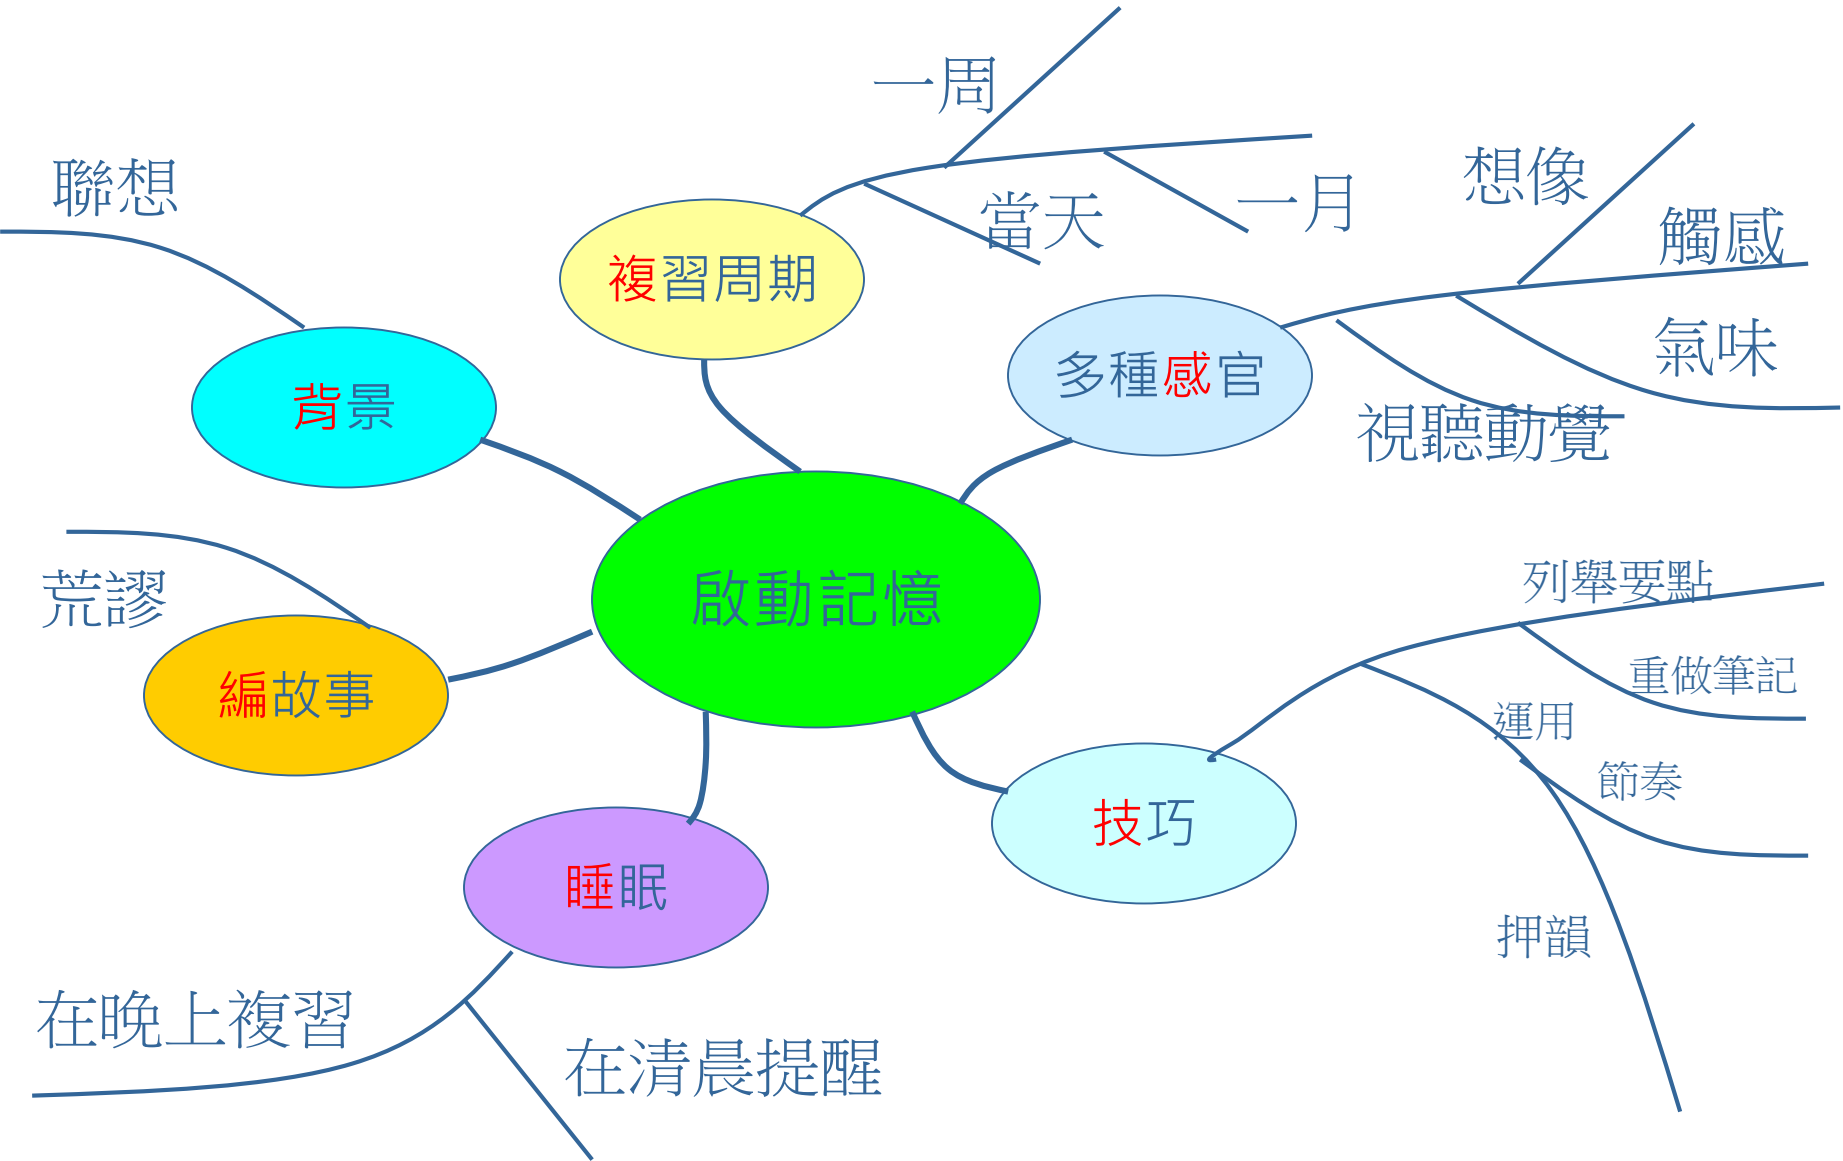 一周
聯想
當天
一月
想像
觸感
複習周期
氣味
多種感官
背景
視聽動覺
荒謬
啟動記憶
列舉要點
重做筆記
編故事
運用
節奏
技巧
睡眠
押韻
在晚上複習
在清晨提醒